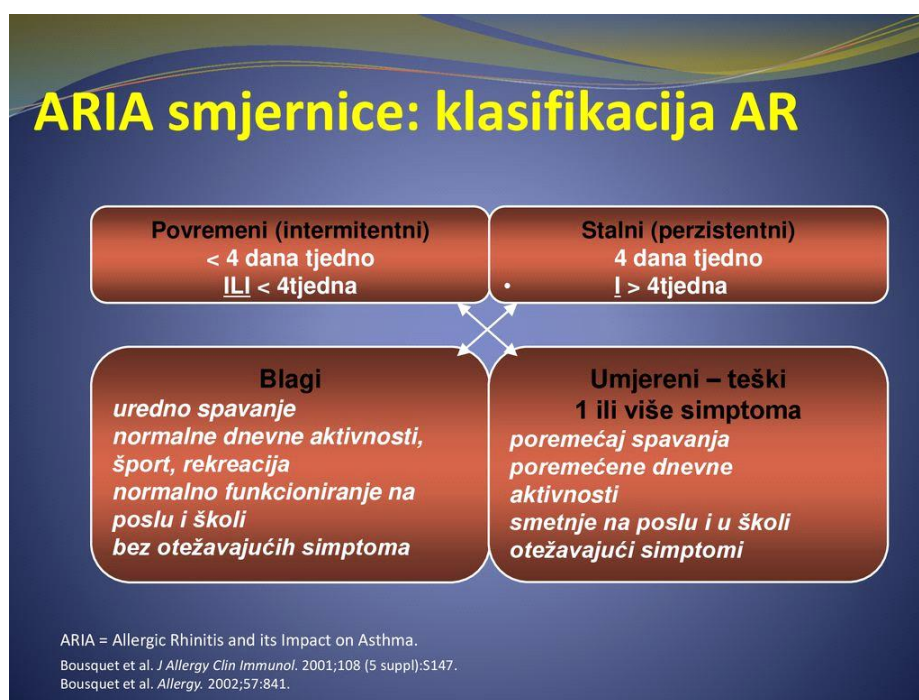 ARIA smjernice: klasifikacija AR
Povremeni (intermitentni)
< 4 dana tjedno
ILI < 4tjedna
Stalni (perzistentni)
4 dana tjedno
• I > 4tjedna
Blagi
uredno spavanje
normalne dnevne aktivnosti,
šport, rekreacija
normalno funkcioniranje na
poslu i školi
bez otežavajućih simptoma
Umjereni – teški
1 ili više simptoma
poremećaj spavanja
poremećene dnevne
aktivnosti
smetnje na poslu i u školi
otežavajući simptomi
ARIA = Allergic Rhinitis and its Impact on Asthma.
Bousquet et al. J Allergy Clin Immunol. 2001;108 (5 suppl):S147.
Bousquet et al. Allergy. 2002;57:841.